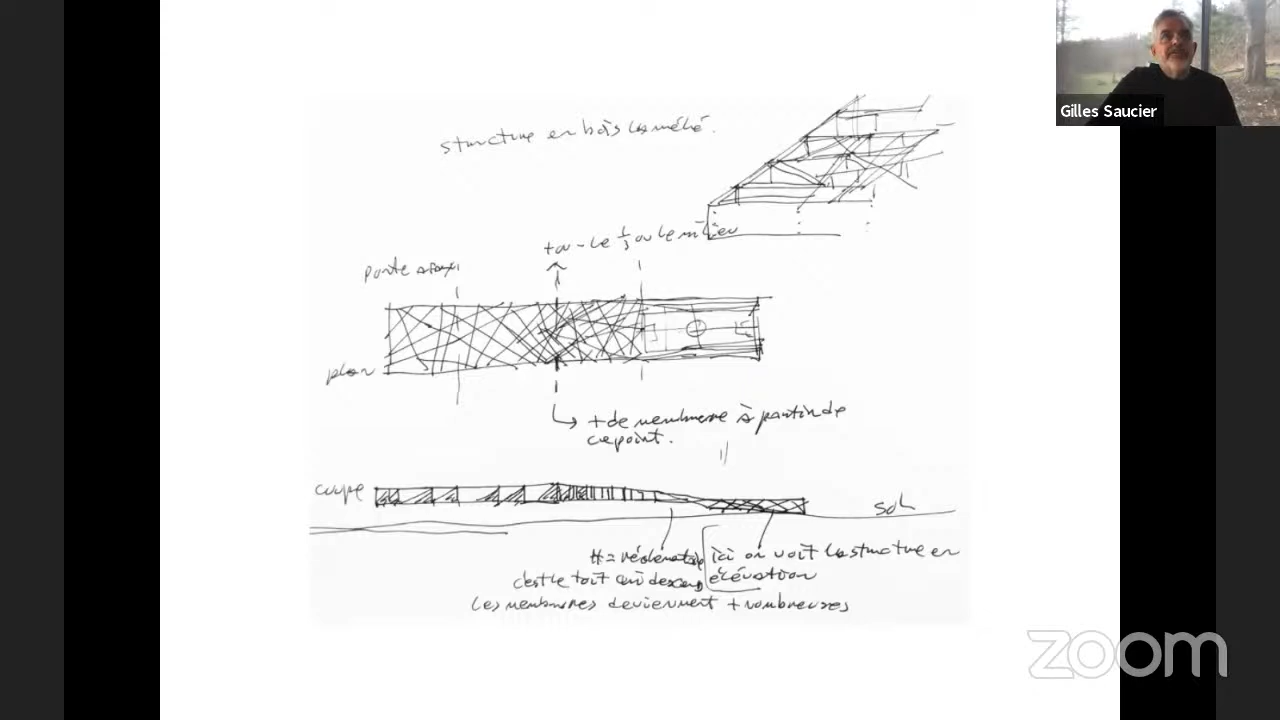 Gilles Saucier
structure en bois lamellé.
+ ou - le 1/3 ou le milieu
porte à faux
plan
+ de membrure à partir de
ce point.
coupe
sol
ici on voit la structure en
élévation
c'est le toit qui descend
les membrures deviennent + nombreuses
zoom